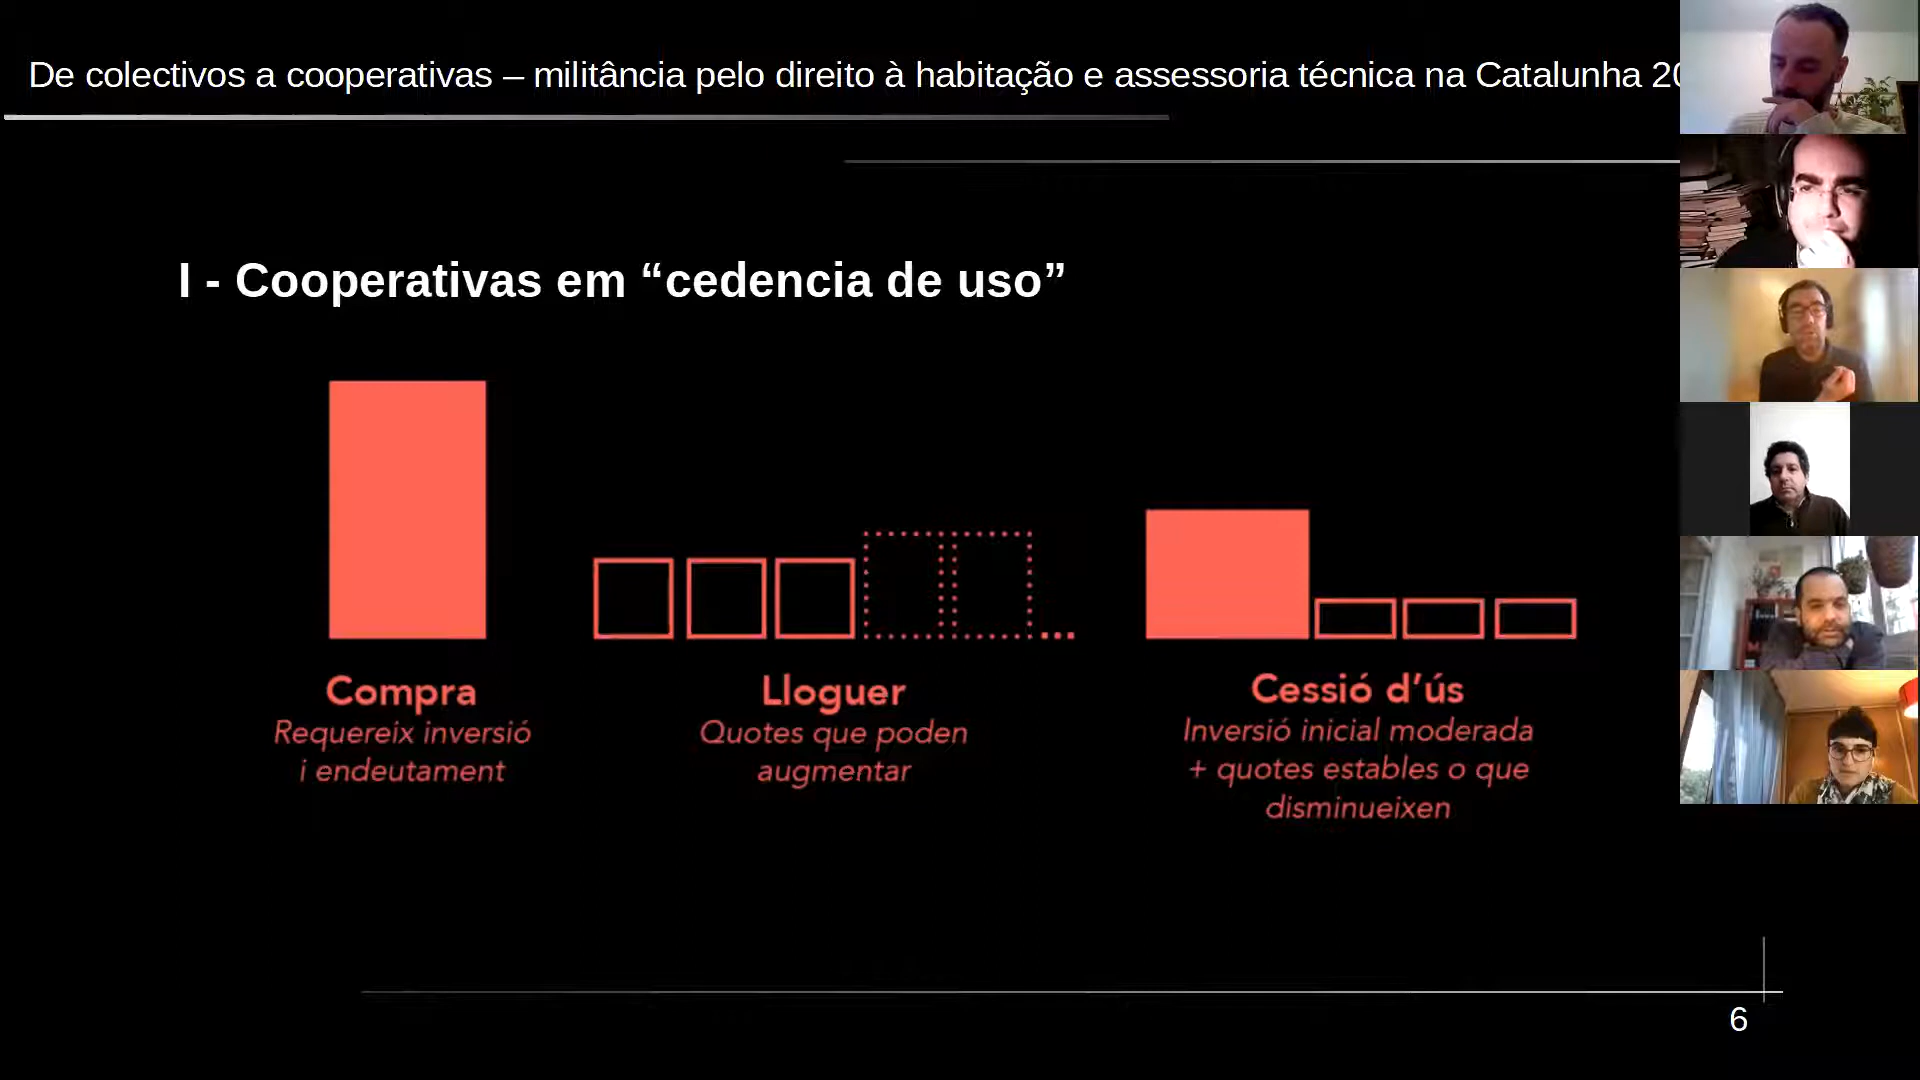 De colectivos a cooperativas – militância pelo direito à habitação e assessoria técnica na Catalunha 20
I - Cooperativas em “cedencia de uso”
...
Compra
Requereix inversió
i endeutament
Lloguer
Quotes que poden
augmentar
Cessió d’ús
Inversió inicial moderada
+ quotes estables o que
disminueixen
6